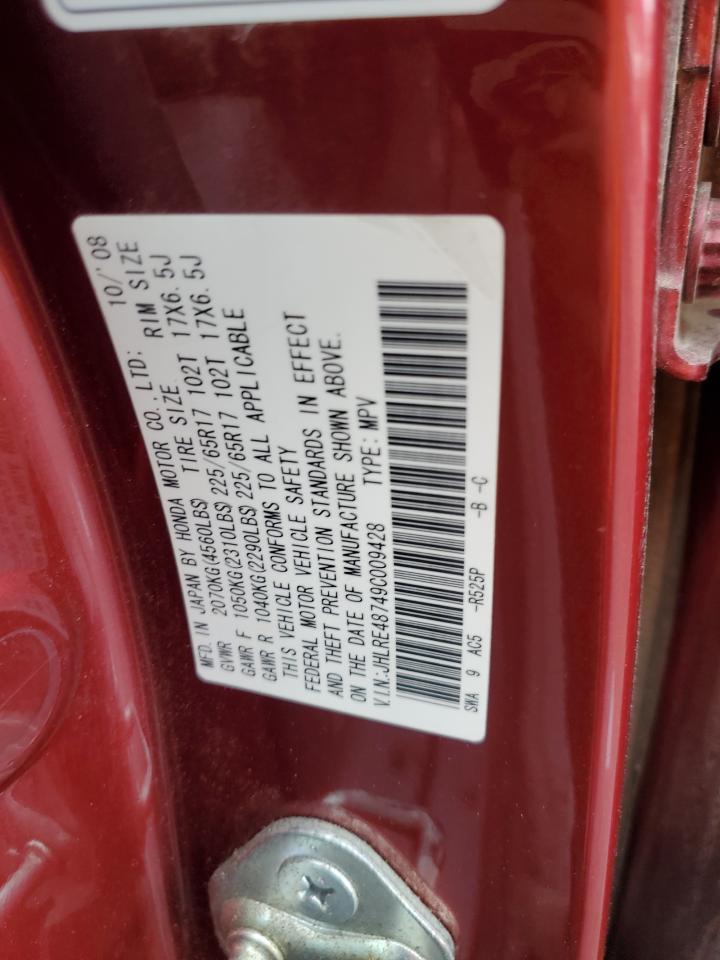 MFD. IN JAPAN BY HONDA MOTOR CO., LTD: 10/'08
GVWR 2070KG(4560LBS) TIRE SIZE RIM SIZE
GAWR F 1050KG(2310LBS) 225/65R17 102T 17X6. 5J
GAWR R 1040KG(2290LBS) 225/65R17 102T 17X6. 5J
THIS VEHICLE CONFORMS TO ALL APPLICABLE
FEDERAL MOTOR VEHICLE SAFETY
AND THEFT PREVENTION STANDARDS IN EFFECT
ON THE DATE OF MANUFACTURE SHOWN ABOVE.
V.I.N:JHLRE48749C009428 TYPE: MPV
SWA 9 AC5 -R525P -B -C